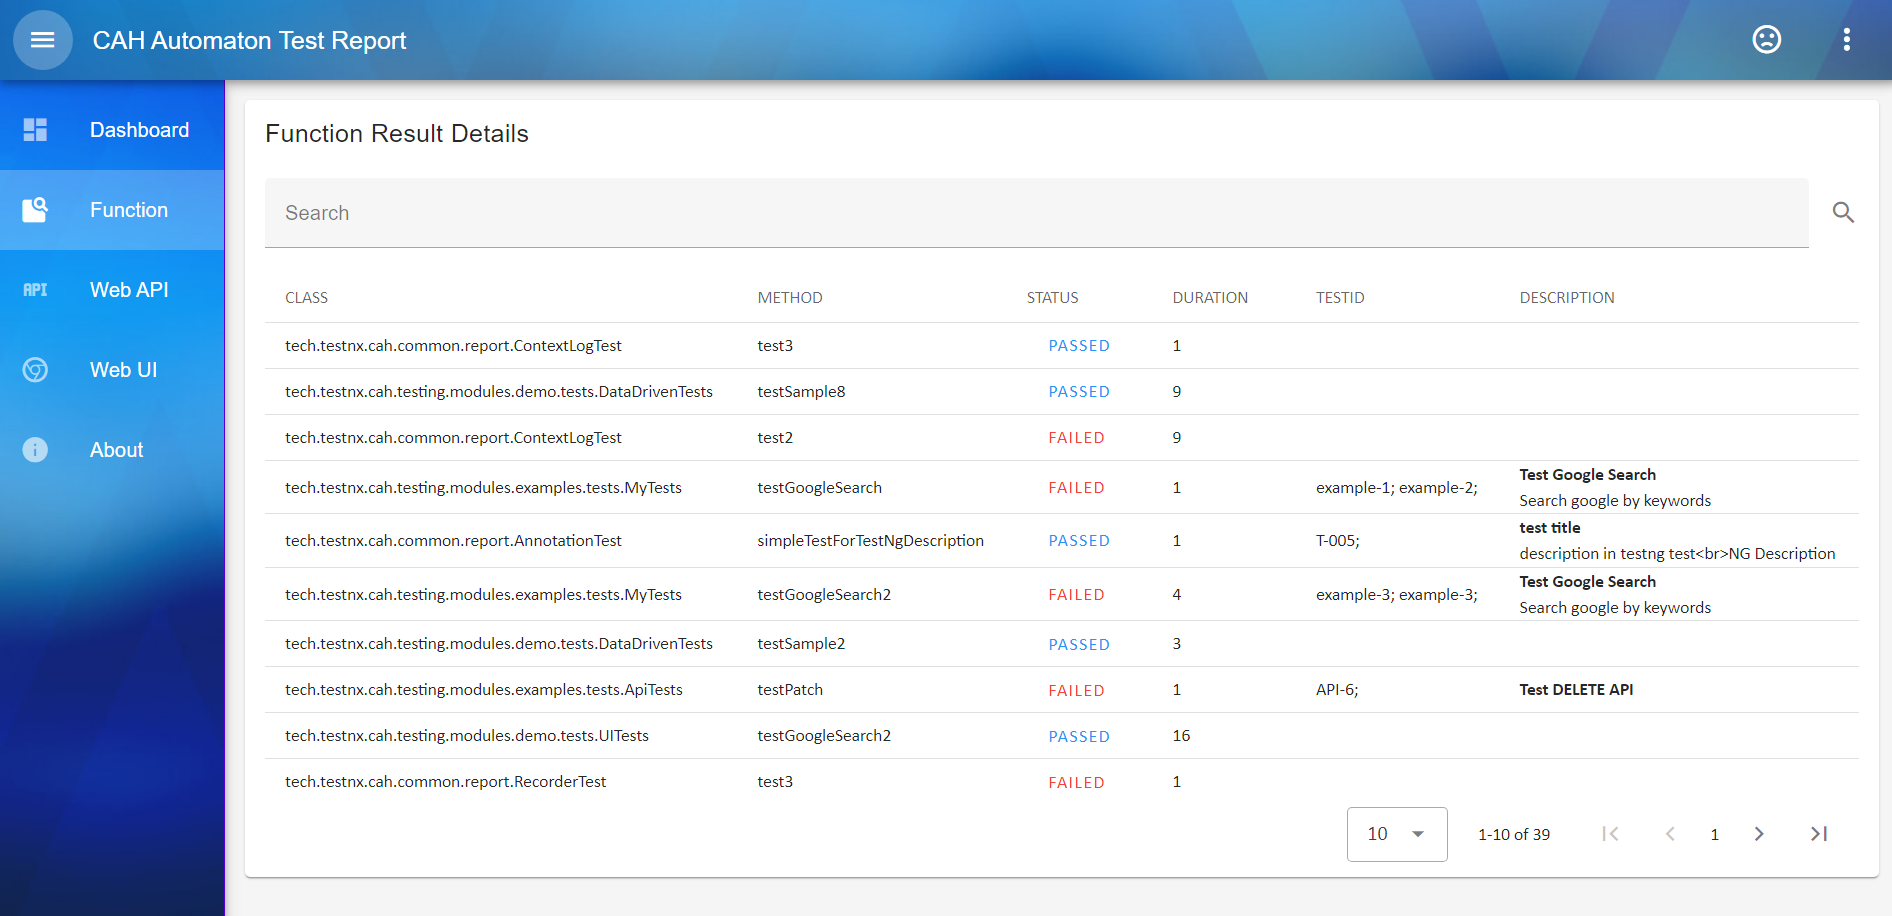 CAH Automaton Test Report
Dashboard
Function
API Web API
Web UI
About
Function Result Details
Search
CLASS METHOD STATUS DURATION TESTID DESCRIPTION
tech.testnx.cah.common.report.ContextLogTest test3 PASSED 1
tech.testnx.cah.testing.modules.demo.tests.DataDrivenTests testSample8 PASSED 9
tech.testnx.cah.common.report.ContextLogTest test2 FAILED 9
tech.testnx.cah.testing.modules.examples.tests.MyTests testGoogleSearch FAILED 1 example-1; example-2; Test Google Search
Search google by keywords
tech.testnx.cah.common.report.AnnotationTest simpleTestForTestNgDescription PASSED 1 T-005; test title
description in testng test<br>NG Description
tech.testnx.cah.testing.modules.examples.tests.MyTests testGoogleSearch2 FAILED 4 example-3; example-3; Test Google Search
Search google by keywords
tech.testnx.cah.testing.modules.demo.tests.DataDrivenTests testSample2 PASSED 3
tech.testnx.cah.testing.modules.examples.tests.ApiTests testPatch FAILED 1 API-6; Test DELETE API
tech.testnx.cah.testing.modules.demo.tests.UITests testGoogleSearch2 PASSED 16
tech.testnx.cah.common.report.RecorderTest test3 FAILED 1
10 1-10 of 39 1